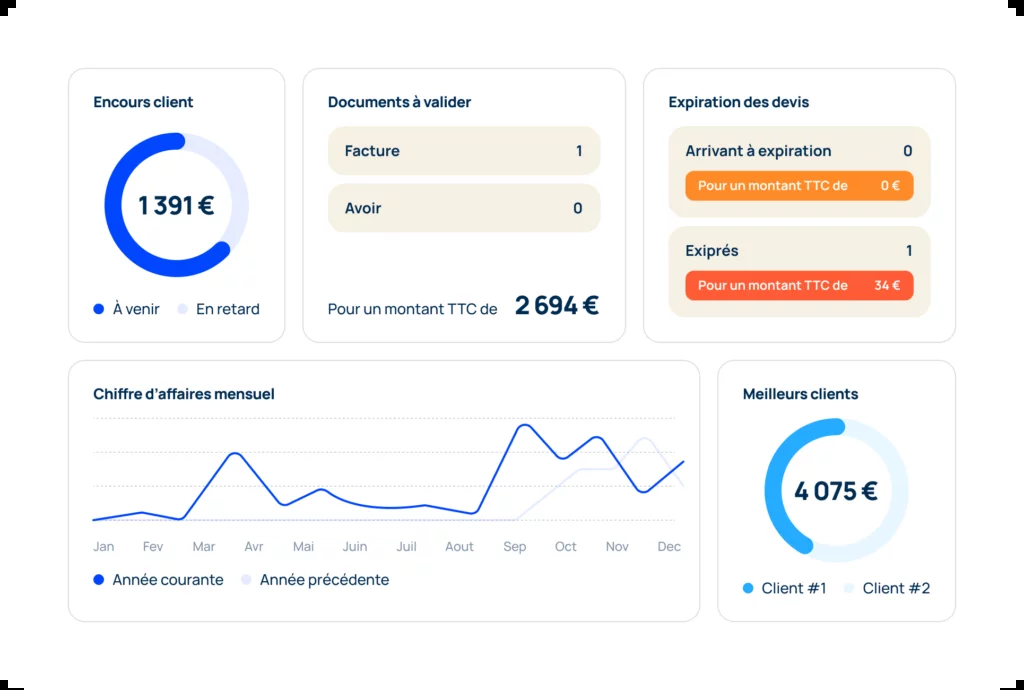 Encours client
1 391 €
À venir
En retard
Documents à valider
Facture 1
Avoir 0
Pour un montant TTC de 2 694 €
Expiration des devis
Arrivant à expiration 0
Pour un montant TTC de 0 €
Exiprés 1
Pour un montant TTC de 34 €
Chiffre d'affaires mensuel
Jan Fev Mar Avr Mai Juin Juil Aout Sep Oct Nov Dec
Année courante
Année précédente
Meilleurs clients
4 075 €
Client #1
Client #2